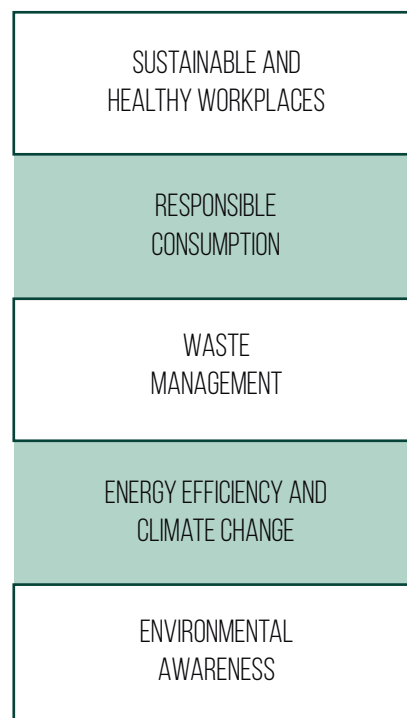 SUSTAINABLE AND
HEALTHY WORKPLACES
RESPONSIBLE
CONSUMPTION
WASTE
MANAGEMENT
ENERGY EFFICIENCY AND
CLIMATE CHANGE
ENVIRONMENTAL
AWARENESS